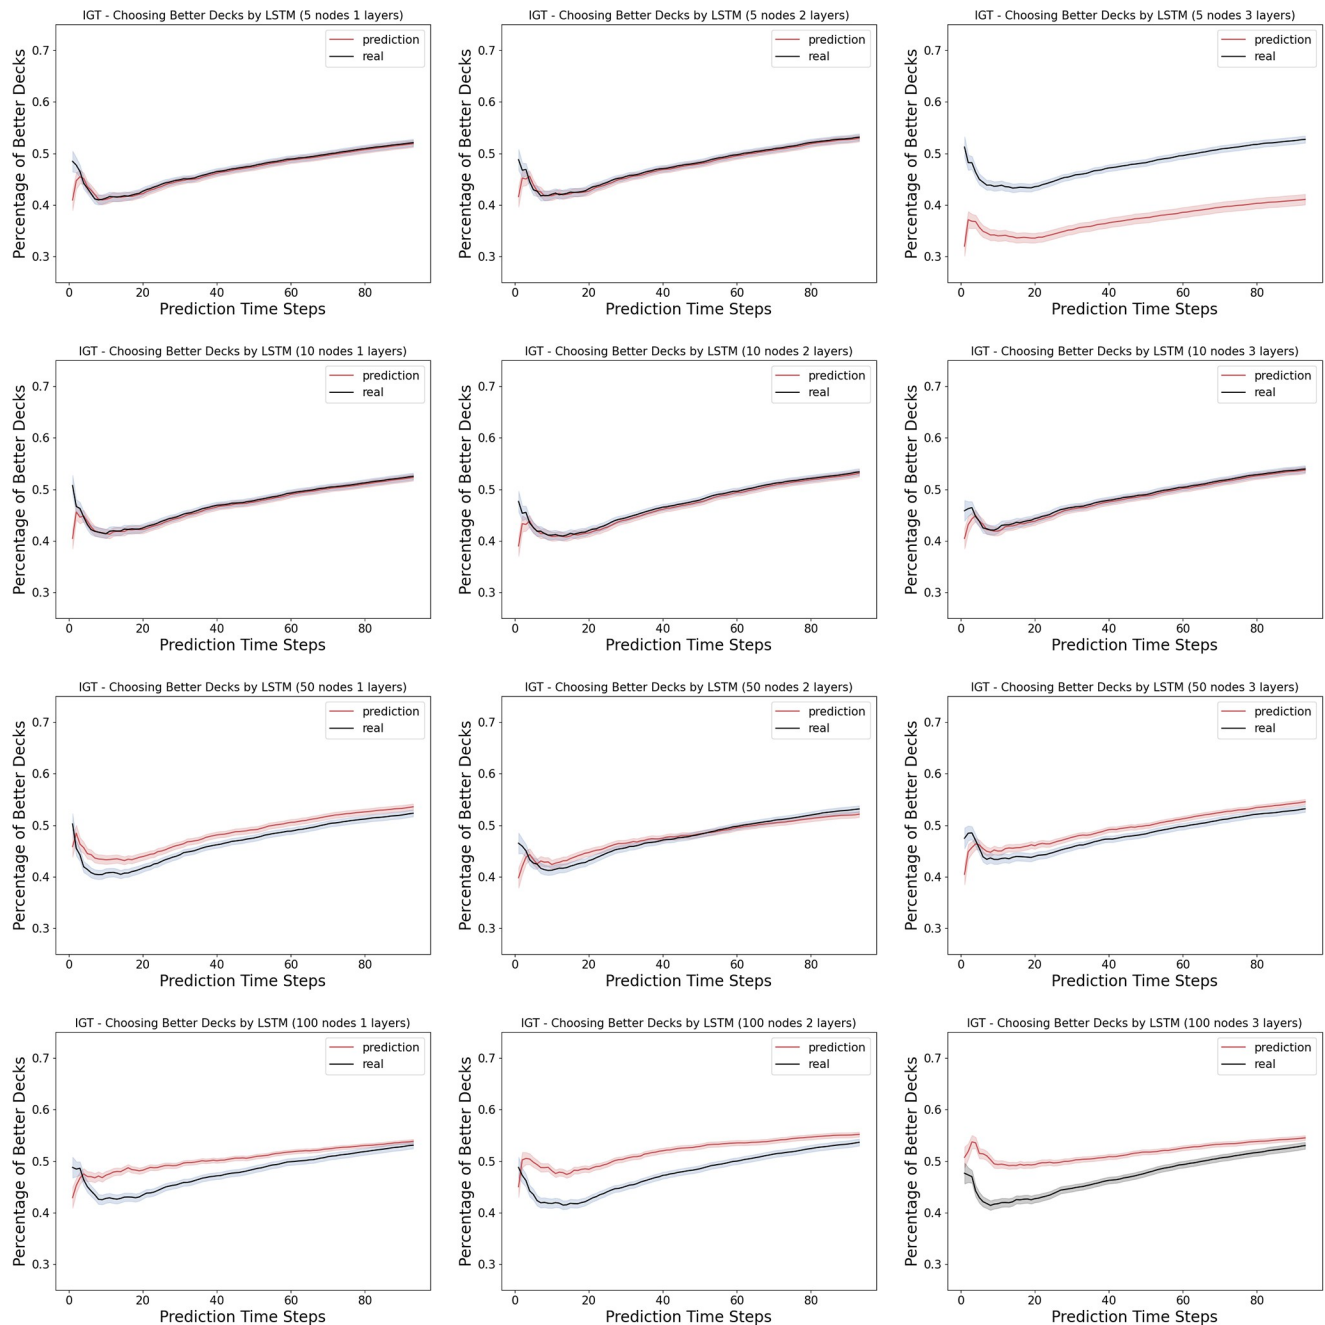 IGT - Choosing Better Decks by LSTM (5 nodes 1 layers)
Percentage of Better Decks
0.7
0.6
0.5
0.4
0.3
prediction
real
0 20 40 60 80
Prediction Time Steps
IGT - Choosing Better Decks by LSTM (5 nodes 2 layers)
Percentage of Better Decks
0.7
0.6
0.5
0.4
0.3
prediction
real
0 20 40 60 80
Prediction Time Steps
IGT - Choosing Better Decks by LSTM (5 nodes 3 layers)
Percentage of Better Decks
0.7
0.6
0.5
0.4
0.3
prediction
real
0 20 40 60 80
Prediction Time Steps
IGT - Choosing Better Decks by LSTM (10 nodes 1 layers)
Percentage of Better Decks
0.7
0.6
0.5
0.4
0.3
prediction
real
0 20 40 60 80
Prediction Time Steps
IGT - Choosing Better Decks by LSTM (10 nodes 2 layers)
Percentage of Better Decks
0.7
0.6
0.5
0.4
0.3
prediction
real
0 20 40 60 80
Prediction Time Steps
IGT - Choosing Better Decks by LSTM (10 nodes 3 layers)
Percentage of Better Decks
0.7
0.6
0.5
0.4
0.3
prediction
real
0 20 40 60 80
Prediction Time Steps
IGT - Choosing Better Decks by LSTM (50 nodes 1 layers)
Percentage of Better Decks
0.7
0.6
0.5
0.4
0.3
prediction
real
0 20 40 60 80
Prediction Time Steps
IGT - Choosing Better Decks by LSTM (50 nodes 2 layers)
Percentage of Better Decks
0.7
0.6
0.5
0.4
0.3
prediction
real
0 20 40 60 80
Prediction Time Steps
IGT - Choosing Better Decks by LSTM (50 nodes 3 layers)
Percentage of Better Decks
0.7
0.6
0.5
0.4
0.3
prediction
real
0 20 40 60 80
Prediction Time Steps
IGT - Choosing Better Decks by LSTM (100 nodes 1 layers)
Percentage of Better Decks
0.7
0.6
0.5
0.4
0.3
prediction
real
0 20 40 60 80
Prediction Time Steps
IGT - Choosing Better Decks by LSTM (100 nodes 2 layers)
Percentage of Better Decks
0.7
0.6
0.5
0.4
0.3
prediction
real
0 20 40 60 80
Prediction Time Steps
IGT - Choosing Better Decks by LSTM (100 nodes 3 layers)
Percentage of Better Decks
0.7
0.6
0.5
0.4
0.3
prediction
real
0 20 40 60 80
Prediction Time Steps